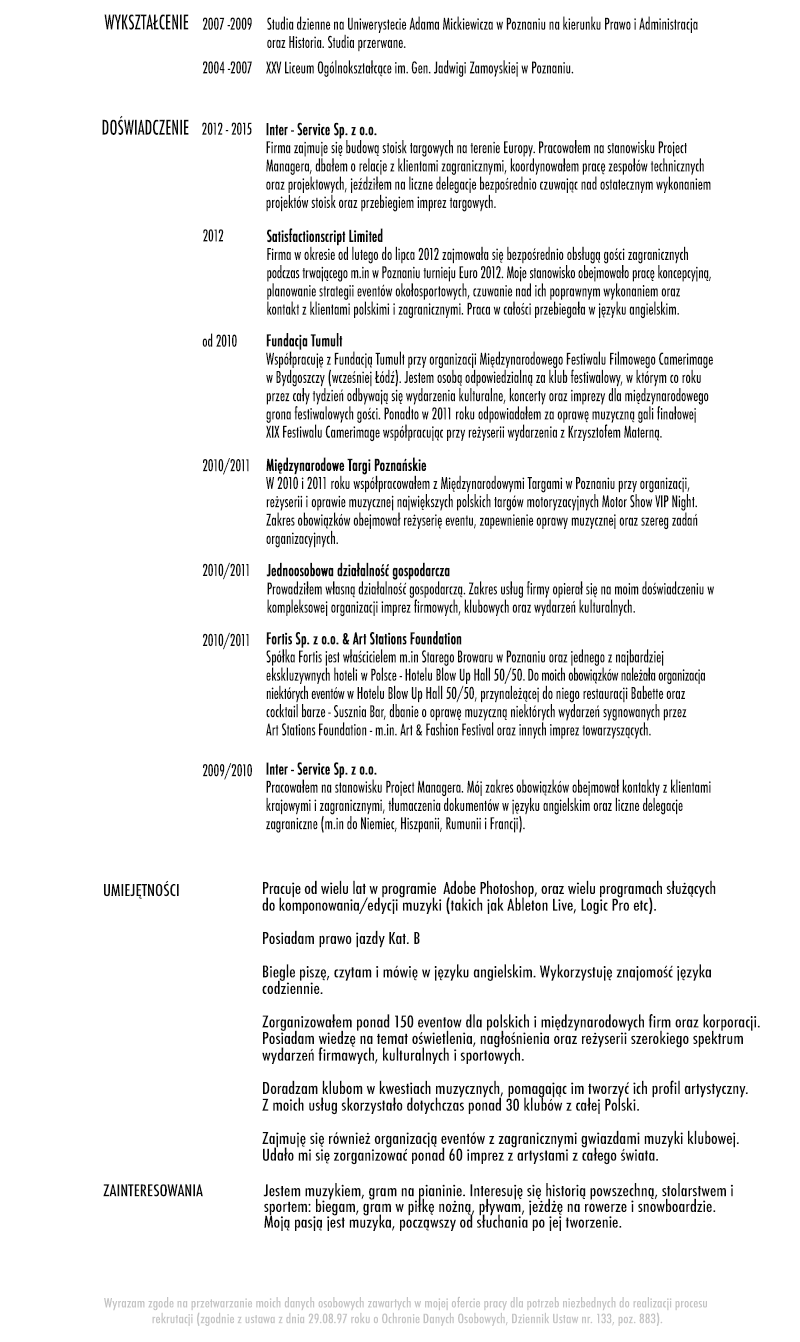 WYKSZTAŁCENIE 2007 -2009 Studia dzienne na Uniwerystecie Adama Mickiewicza w Poznaniu na kierunku Prawo i Administracja
oraz Historia. Studia przerwane.
2004 -2007 XXV Liceum Ogólnokształcące im. Gen. Jadwigi Zamoyskiej w Poznaniu.
DOŚWIADCZENIE 2012 - 2015 Inter - Service Sp. z o.o.
Firma zajmuje się budową stoisk targowych na terenie Europy. Pracowałem na stanowisku Project
Managera, dbałem o relacje z klientami zagranicznymi, koordynowałem pracę zespołów technicznych
oraz projektowych, jeździłem na liczne delegacje bezpośrednio czuwając nad ostatecznym wykonaniem
projektów stoisk oraz przebiegiem imprez targowych.
2012 Satisfactionscript Limited
Firma w okresie od lutego do lipca 2012 zajmowała się bezpośrednio obsługą gości zagranicznych
podczas trwającego m.in w Poznaniu turnieju Euro 2012. Moje stanowisko obejmowało pracę koncepcyjną,
planowanie strategii eventów okołosportowych, czuwanie nad ich poprawnym wykonaniem oraz
kontakt z klientami polskimi i zagranicznymi. Praca w całości przebiegała w języku angielskim.
od 2010 Fundacja Tumult
Współpracuję z Fundacją Tumult przy organizacji Międzynarodowego Festiwalu Filmowego Camerimage
w Bydgoszczy (wcześniej Łódź). Jestem osobą odpowiedzialną za klub festiwalowy, w którym co roku
przez cały tydzień odbywają się wydarzenia kulturalne, koncerty oraz imprezy dla międzynarodowego
grona festiwalowych gości. Ponadto w 2011 roku odpowiadałem za oprawę muzyczną gali finałowej
XIX Festiwalu Camerimage współpracując przy reżyserii wydarzenia z Krzysztofem Materną.
2010/2011 Międzynarodowe Targi Poznańskie
W 2010 i 2011 roku współpracowałem z Międzynarodowymi Targami w Poznaniu przy organizacji,
reżyserii i oprawie muzycznej największych polskich targów motoryzacyjnych Motor Show VIP Night.
Zakres obowiązków obejmował reżyserię eventu, zapewnienie oprawy muzycznej oraz szereg zadań
organizacyjnych.
2010/2011 Jednoosobowa działalność gospodarcza
Prowadziłem własną działalność gospodarczą. Zakres usług firmy opierał się na moim doświadczeniu w
kompleksowej organizacji imprez firmowych, klubowych oraz wydarzeń kulturalnych.
2010/2011 Fortis Sp. z o.o. & Art Stations Foundation
Spółka Fortis jest właścicielem m.in Starego Browaru w Poznaniu oraz jednego z najbardziej
ekskluzywnych hoteli w Polsce - Hotelu Blow Up Hall 50/50. Do moich obowiązków należała organizacja
niektórych eventów w Hotelu Blow Up Hall 50/50, przynależącej do niego restauracji Babette oraz
cocktail barze - Susznia Bar, dbanie o oprawę muzyczną niektórych wydarzeń sygnowanych przez
Art Stations Foundation - m.in. Art & Fashion Festival oraz innych imprez towarzyszących.
2009/2010 Inter - Service Sp. z o.o.
Pracowałem na stanowisku Project Managera. Mój zakres obowiązków obejmował kontakty z klientami
krajowymi i zagranicznymi, tłumaczenia dokumentów w języku angielskim oraz liczne delegacje
zagraniczne (m.in do Niemiec, Hiszpanii, Rumunii i Francji).
UMIEJĘTNOŚCI Pracuje od wielu lat w programie Adobe Photoshop, oraz wielu programach służących
do komponowania/edycji muzyki (takich jak Ableton Live, Logic Pro etc).
Posiadam prawo jazdy Kat. B
Biegle piszę, czytam i mówię w języku angielskim. Wykorzystuję znajomość języka
codziennie.
Zorganizowałem ponad 150 eventow dla polskich i międzynarodowych firm oraz korporacji.
Posiadam wiedzę na temat oświetlenia, nagłośnienia oraz reżyserii szerokiego spektrum
wydarzeń firmawych, kulturalnych i sportowych.
Doradzam klubom w kwestiach muzycznych, pomagając im tworzyć ich profil artystyczny.
Z moich usług skorzystało dotychczas ponad 30 klubów z całej Polski.
Zajmuję się również organizacją eventów z zagranicznymi gwiazdami muzyki klubowej.
Udało mi się zorganizować ponad 60 imprez z artystami z całego świata.
ZAINTERESOWANIA Jestem muzykiem, gram na pianinie. Interesuję się historią powszechną, stolarstwem i
sportem: biegam, gram w piłkę nożną, pływam, jeżdżę na rowerze i snowboardzie.
Moją pasją jest muzyka, począwszy od słuchania po jej tworzenie.
Wyrazam zgode na przetwarzanie moich danych osobowych zawartych w mojej ofercie pracy dla potrzeb niezbednych do realizacji procesu
rekrutacji (zgodnie z ustawa z dnia 29.08.97 roku o Ochronie Danych Osobowych, Dziennik Ustaw nr. 133, poz. 883).